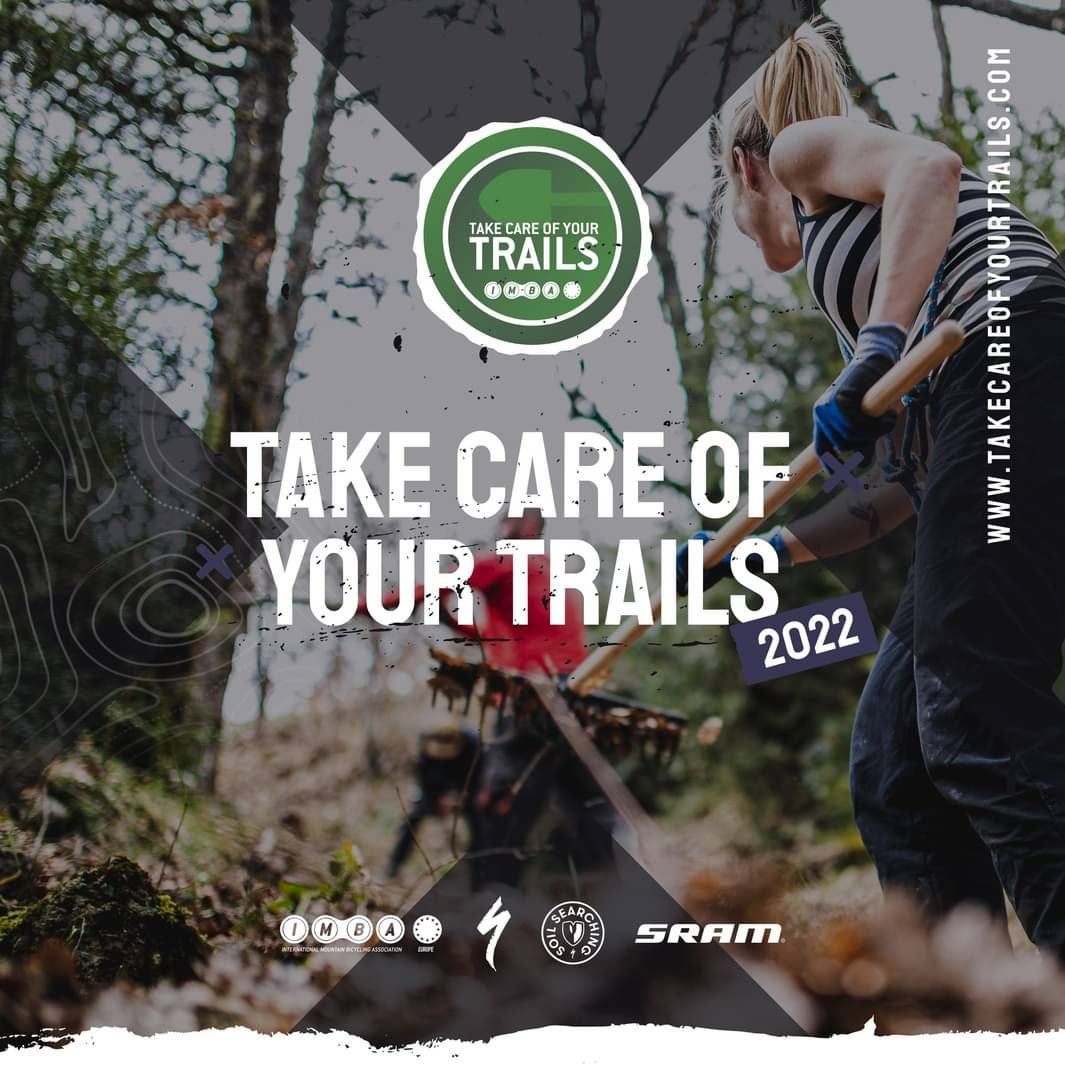 TAKE CARE OF YOUR
TRAILS
IMBA
WWW.TAKECAREOFYOURTRAILS.COM
TAKE CARE OF
YOUR TRAILS
2022
IMBA
INTERNATIONAL MOUNTAIN BICYCLING ASSOCIATION
EUROPE
SOIL SEARCHING
SRAM